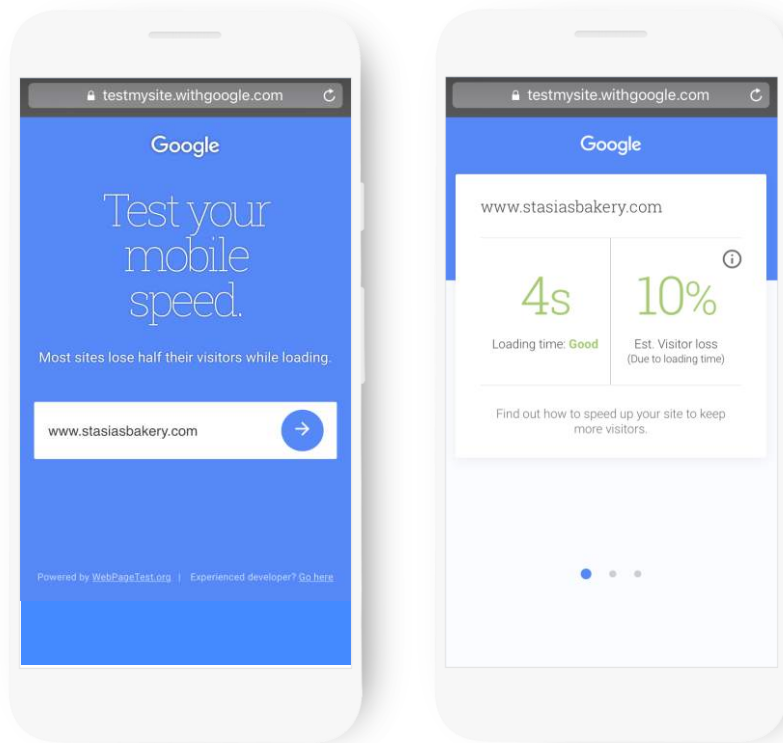 testmysite.withgoogle.com
Google
Test your
mobile
speed.
Most sites lose half their visitors while loading.
www.stasiasbakery.com
Powered by WebPageTest.org | Experienced developer? Go here
testmysite.withgoogle.com
Google
www.stasiasbakery.com
4s
Loading time: Good
10%
Est. Visitor loss
(Due to loading time)
Find out how to speed up your site to keep
more visitors.